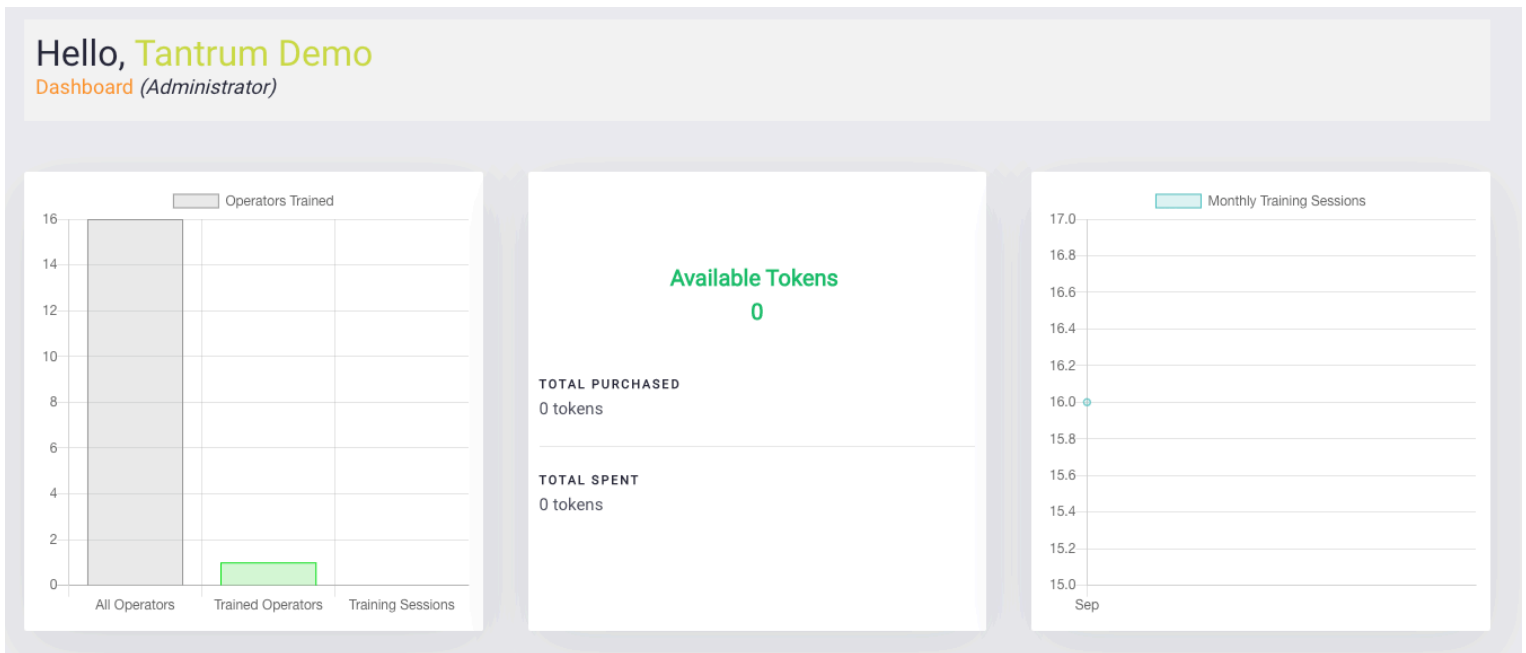 Hello, Tantrum Demo
Dashboard (Administrator)
Operators Trained
16
14
12
10
8
6
4
2
0
All Operators Trained Operators Training Sessions
Available Tokens
0
TOTAL PURCHASED
0 tokens
TOTAL SPENT
0 tokens
Monthly Training Sessions
17.0
16.8
16.6
16.4
16.2
16.0
15.8
15.6
15.4
15.2
15.0
Sep